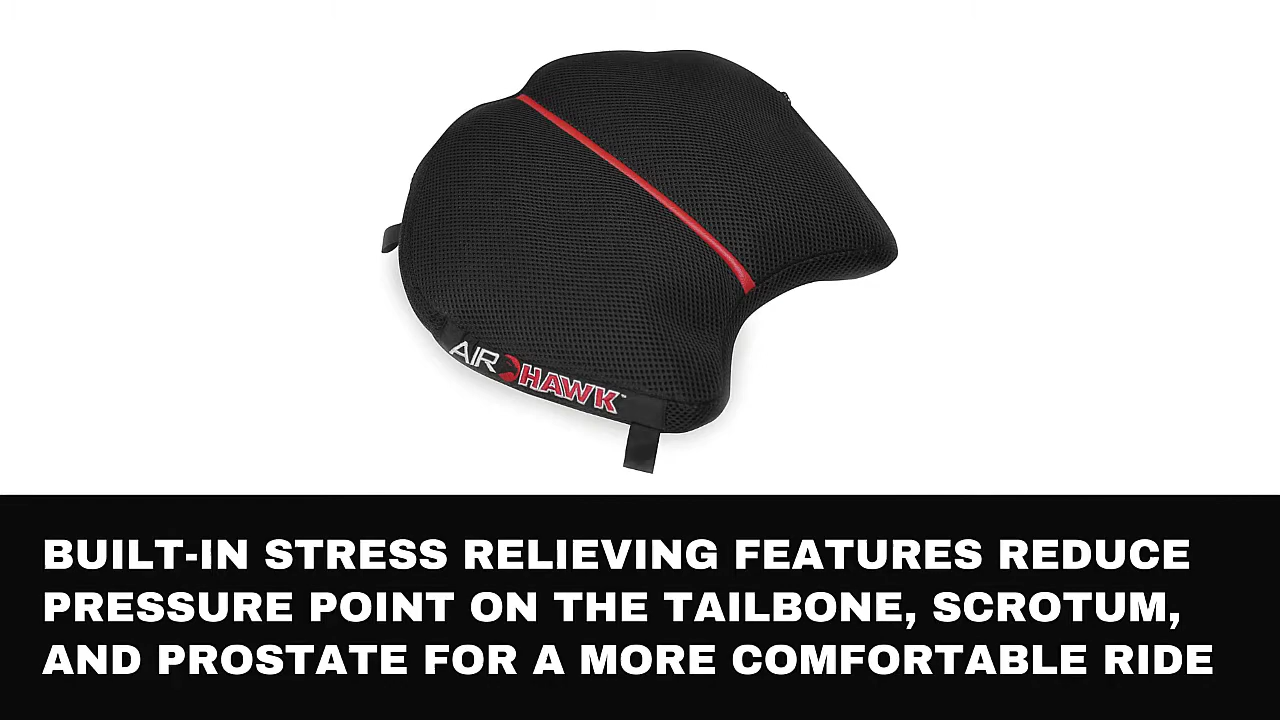 AIR HAWK™
BUILT-IN STRESS RELIEVING FEATURES REDUCE
PRESSURE POINT ON THE TAILBONE, SCROTUM,
AND PROSTATE FOR A MORE COMFORTABLE RIDE